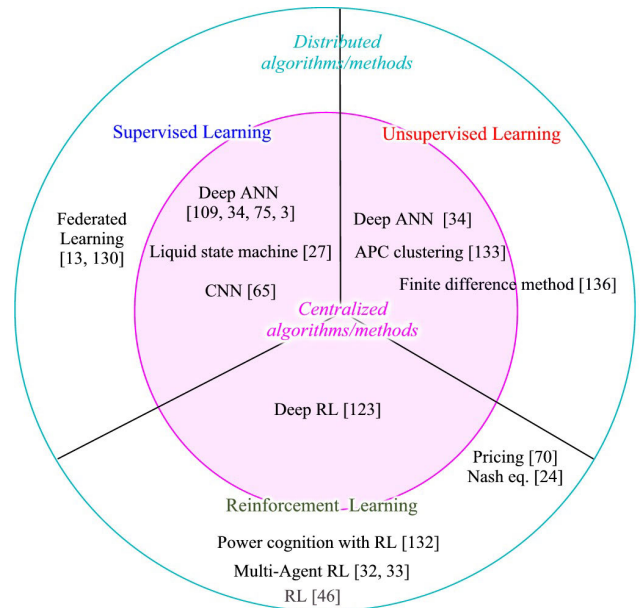 Distributed
algorithms/methods
Supervised Learning
Unsupervised Learning
Deep ANN
[109, 34, 75, 3]
Federated
Learning
[13, 130]
Liquid state machine [27]
CNN [65]
Deep ANN [34]
APC clustering [133]
Finite difference method [136]
Centralized
algorithms/methods
Deep RL [123]
Pricing [70]
Nash eq. [24]
Reinforcement Learning
Power cognition with RL [132]
Multi-Agent RL [32, 33]
RL [46]